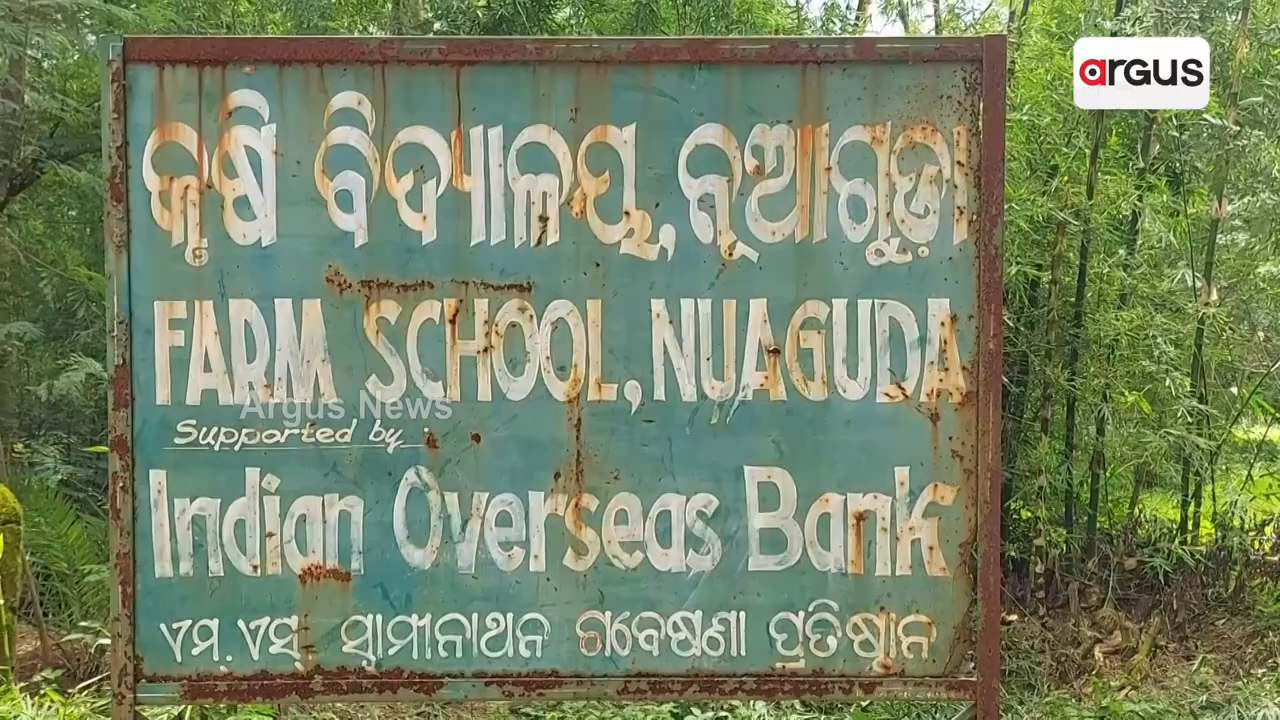 argus
କୃଷି ବିଦ୍ୟାଳୟ, ନୂଆଗୁଡ଼ା
FARM SCHOOL, NUAGUDA
Argus News
Supported by:
Indian Overseas Bank
ଏମ୍.ଏସ୍ ସ୍ୱାମୀନାଥନ ଗବେଷଣା ପ୍ରତିଷ୍ଠାନ